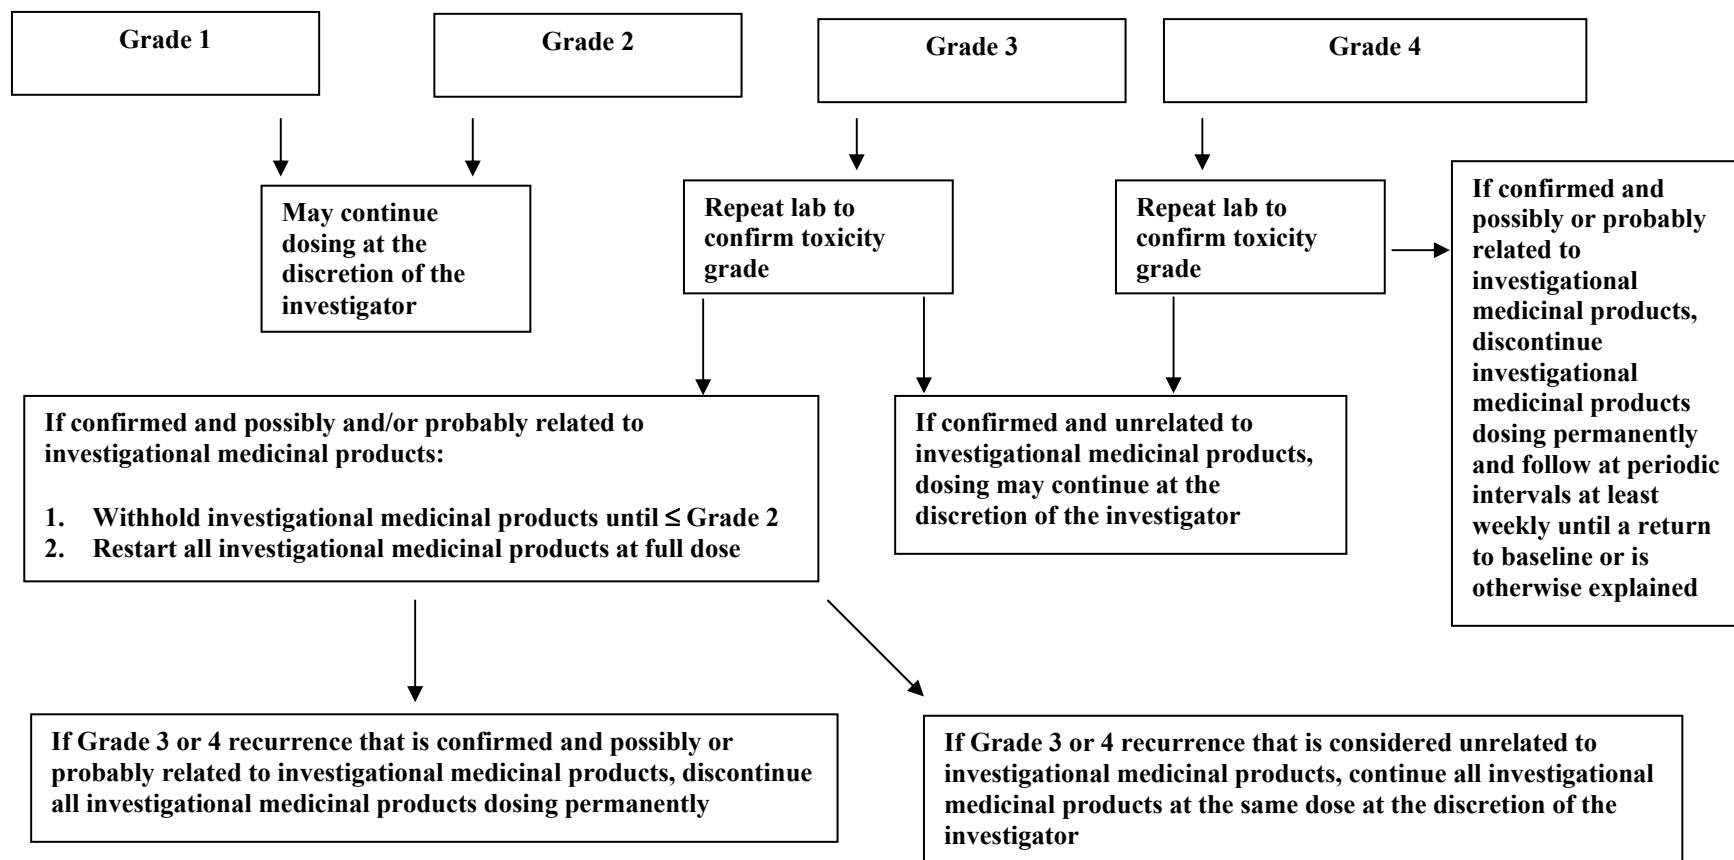 Grade 1
Grade 2
Grade 3
Grade 4
May continue
dosing at the
discretion of the
investigator
Repeat lab to
confirm toxicity
grade
Repeat lab to
confirm toxicity
grade
If confirmed and
possibly or probably
related to
investigational
medicinal products,
discontinue
investigational
medicinal products
dosing permanently
and follow at periodic
intervals at least
weekly until a return
to baseline or is
otherwise explained
If confirmed and possibly and/or probably related to
investigational medicinal products:
1. Withhold investigational medicinal products until ≤ Grade 2
2. Restart all investigational medicinal products at full dose
If confirmed and unrelated to
investigational medicinal products,
dosing may continue at the
discretion of the investigator
If Grade 3 or 4 recurrence that is confirmed and possibly or
probably related to investigational medicinal products, discontinue
all investigational medicinal products dosing permanently
If Grade 3 or 4 recurrence that is considered unrelated to
investigational medicinal products, continue all investigational
medicinal products at the same dose at the discretion of the
investigator